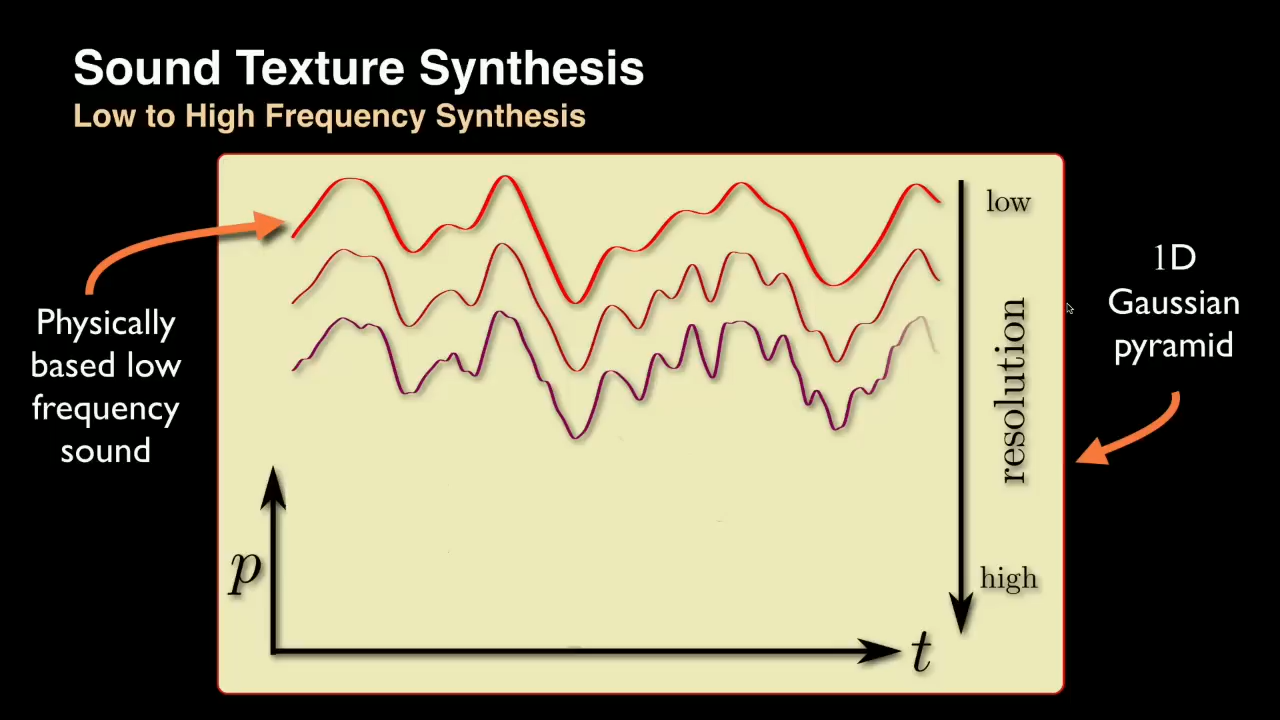 Sound Texture Synthesis
Low to High Frequency Synthesis
Physically
based low
frequency
sound
low
resolution
high
p
t
1D
Gaussian
pyramid